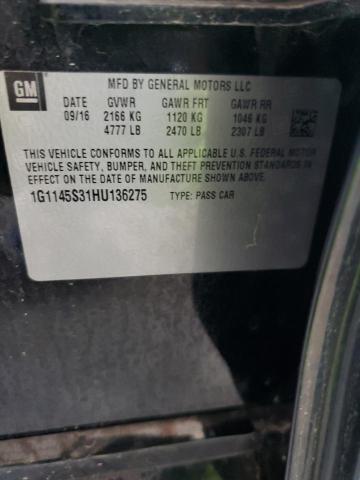 GM
MFD BY GENERAL MOTORS LLC
DATE GVWR GAWR FRT GAWR RR
09/16 2166 KG 1120 KG 1046 KG
4777 LB 2470 LB 2307 LB
THIS VEHICLE CONFORMS TO ALL APPLICABLE U.S. FEDERAL MOTOR
VEHICLE SAFETY, BUMPER, AND THEFT PREVENTION STANDARDS IN
EFFECT ON THE DATE OF MANUFACTURE SHOWN ABOVE.
1G1145S31HU136275 TYPE: PASS CAR